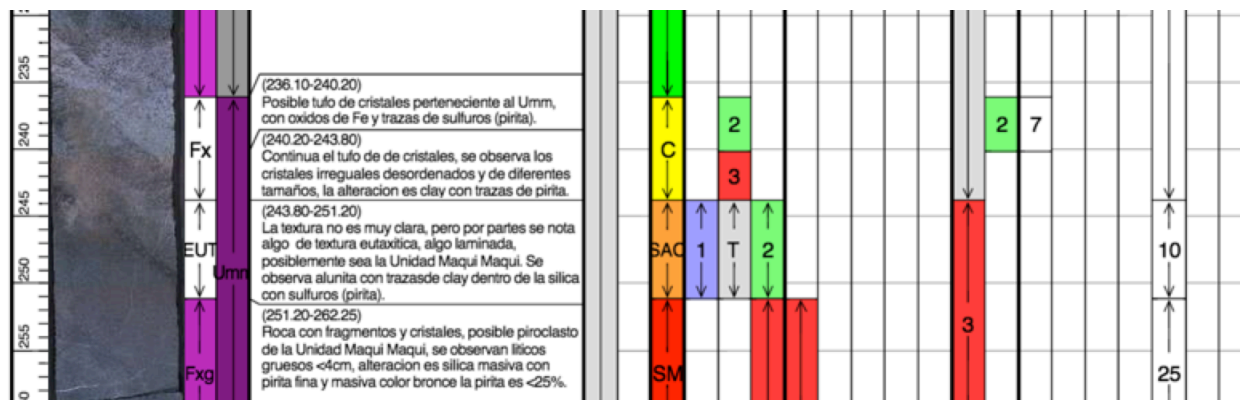 235
240
245
250
255
0
Fx
EUT
Fxg
Umm
(236.10-240.20)
Posible tufo de cristales perteneciente al Umm,
con oxidos de Fe y trazas de sulfuros (pirita).
(240.20-243.80)
Continua el tufo de de cristales, se observa los
cristales irreguales desordenados y de diferentes
tamaños, la alteracion es clay con trazas de pirita.
(243.80-251.20)
La textura no es muy clara, pero por partes se nota
algo de textura eutaxitica, algo laminada,
posiblemente sea la Unidad Maqui Maqui. Se
observa alunita con trazasde clay dentro de la silica
con sulfuros (pirita).
(251.20-262.25)
Roca con fragmentos y cristales, posible piroclasto
de la Unidad Maqui Maqui, se observan liticos
gruesos <4cm, alteracion es silica masiva con
pirita fina y masiva color bronce la pirita es <25%.
C
SAC
SM
2
3
1
T
2
3
2
7
10
25